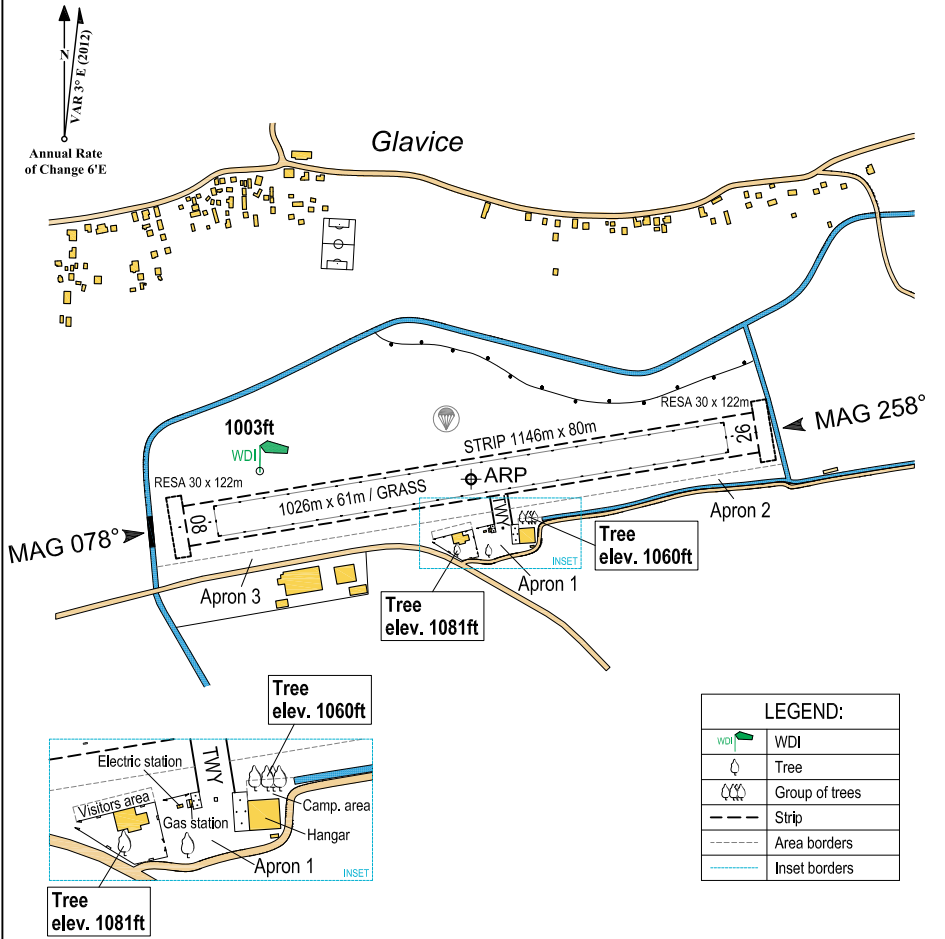 N
VAR 3° E (2012)
Annual Rate
of Change 6'E
Glavice
1003ft
WDI
RESA 30 x 122m
MAG 258°
STRIP 1146m x 80m
26
RESA 30 x 122m
ARP
1026m x 61m / GRASS
TWY
08
Apron 2
MAG 078°
Tree
elev. 1060ft
INSET
Apron 1
Apron 3
Tree
elev. 1081ft
Tree
elev. 1060ft
Electric station
TWY
Visitors area
Camp. area
Gas station
Hangar
Apron 1
INSET
Tree
elev. 1081ft
LEGEND:
WDI WDI
Tree
Group of trees
Strip
Area borders
Inset borders